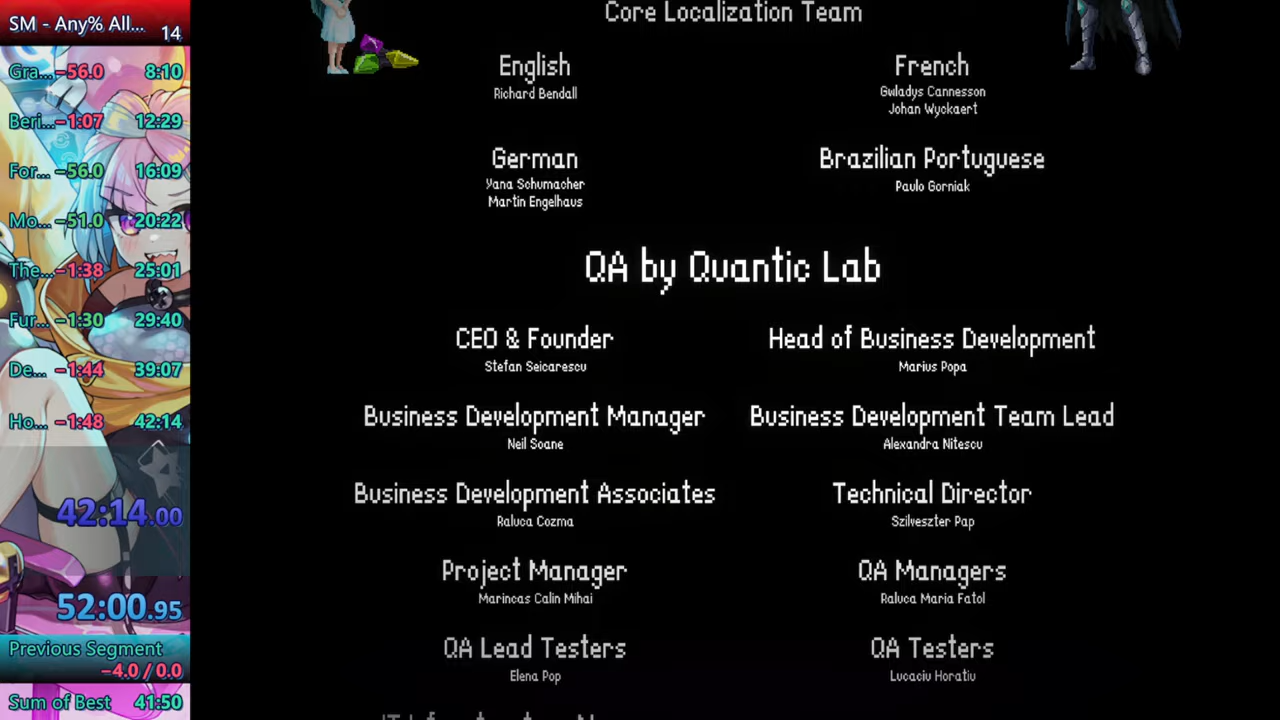 SM - Any% All...
14
Gra... -56.0 8:10
Beri... -1:07 12:29
For... -56.0 16:09
Mo... -51.0 20:22
The... -1:38 25:01
Fur... -1:30 29:40
De... -1:44 39:07
Ho... -1:48 42:14
42:14.00
52:00.95
Previous Segment
-4.0 / 0.0
Sum of Best 41:50
Core Localization Team
English
Richard Bendall
French
Gwladys Cannesson
Johan Wyckaert
German
Yana Schumacher
Martin Engelhaus
Brazilian Portuguese
Paulo Gorniak
QA by Quantic Lab
CEO & Founder
Stefan Seicarescu
Head of Business Development
Marius Popa
Business Development Manager
Neil Soane
Business Development Team Lead
Alexandra Nitescu
Business Development Associates
Raluca Cozma
Technical Director
Szilveszter Pap
Project Manager
Marincas Calin Mihai
QA Managers
Raluca Maria Fatol
QA Lead Testers
Elena Pop
QA Testers
Lucaciu Horatiu